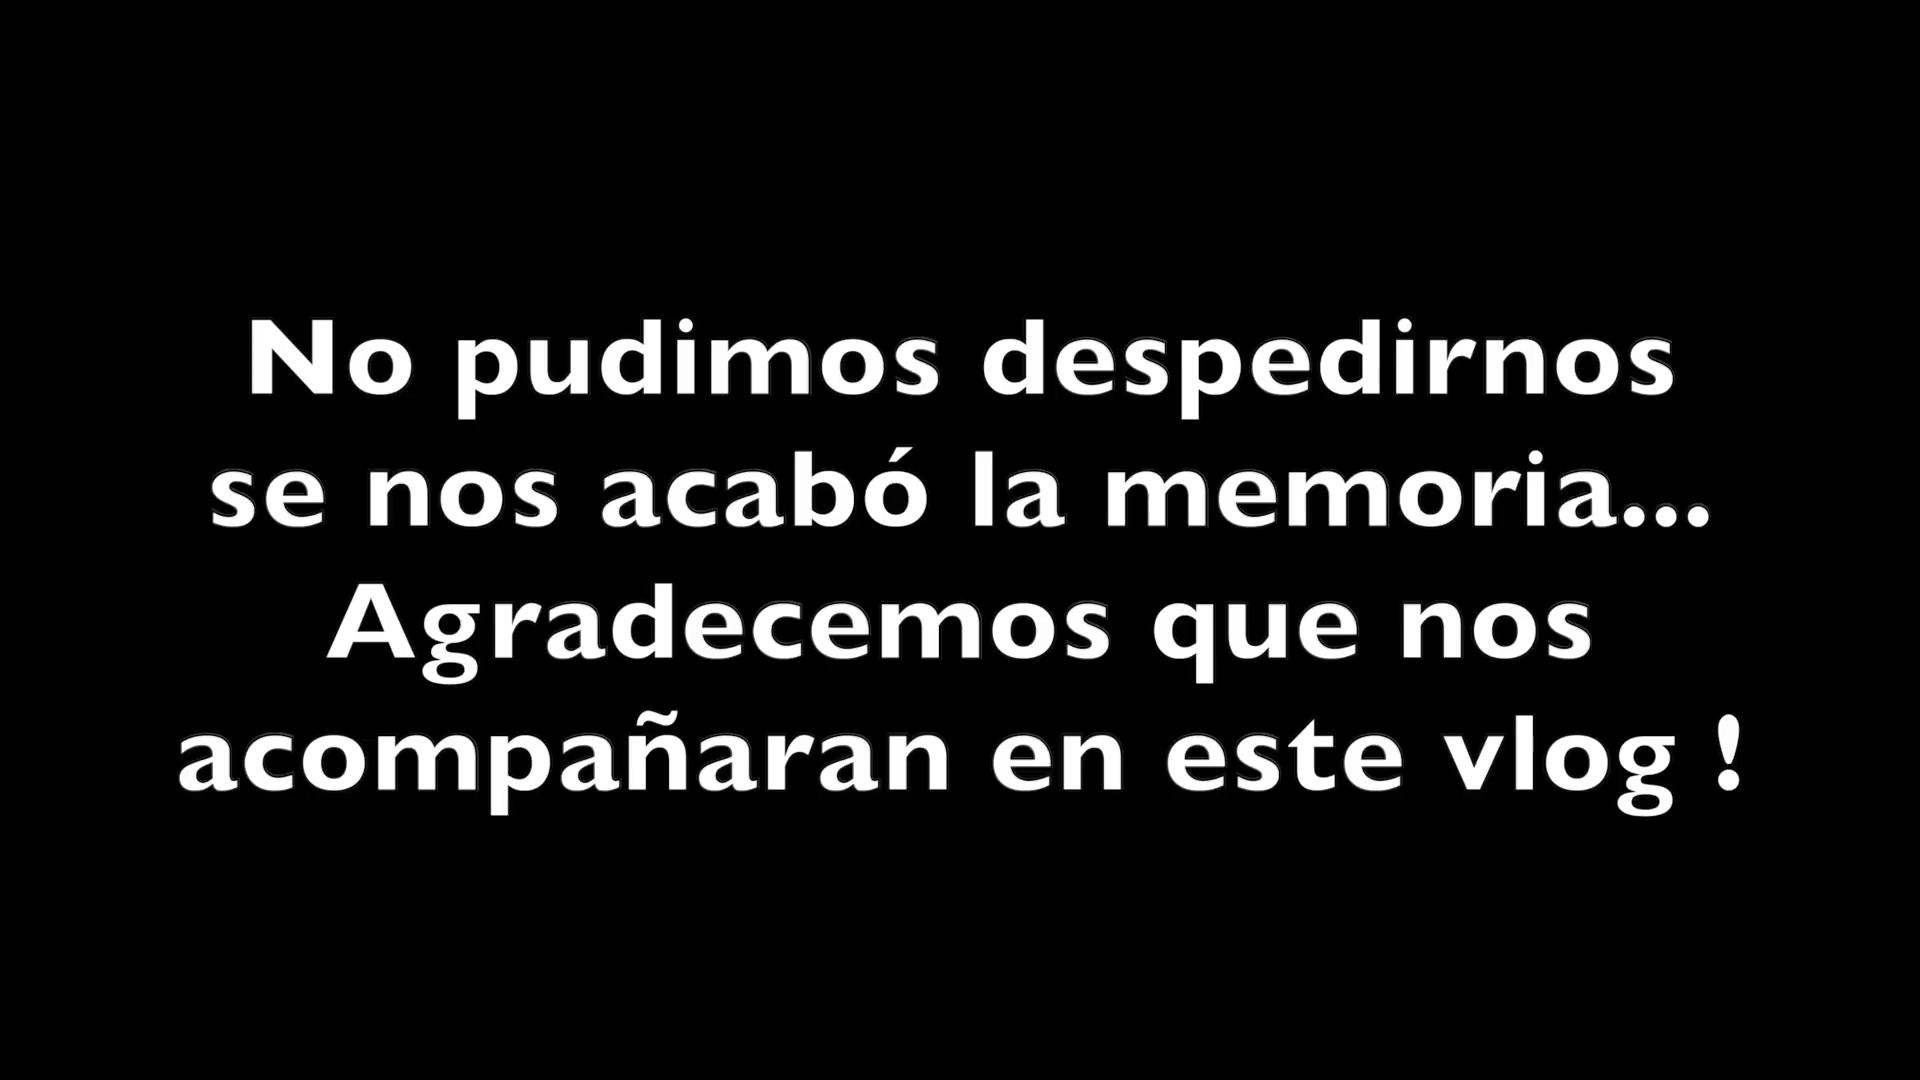 No pudimos despedirnos
se nos acabó la memoria...
Agradecemos que nos
acompañaran en este vlog !